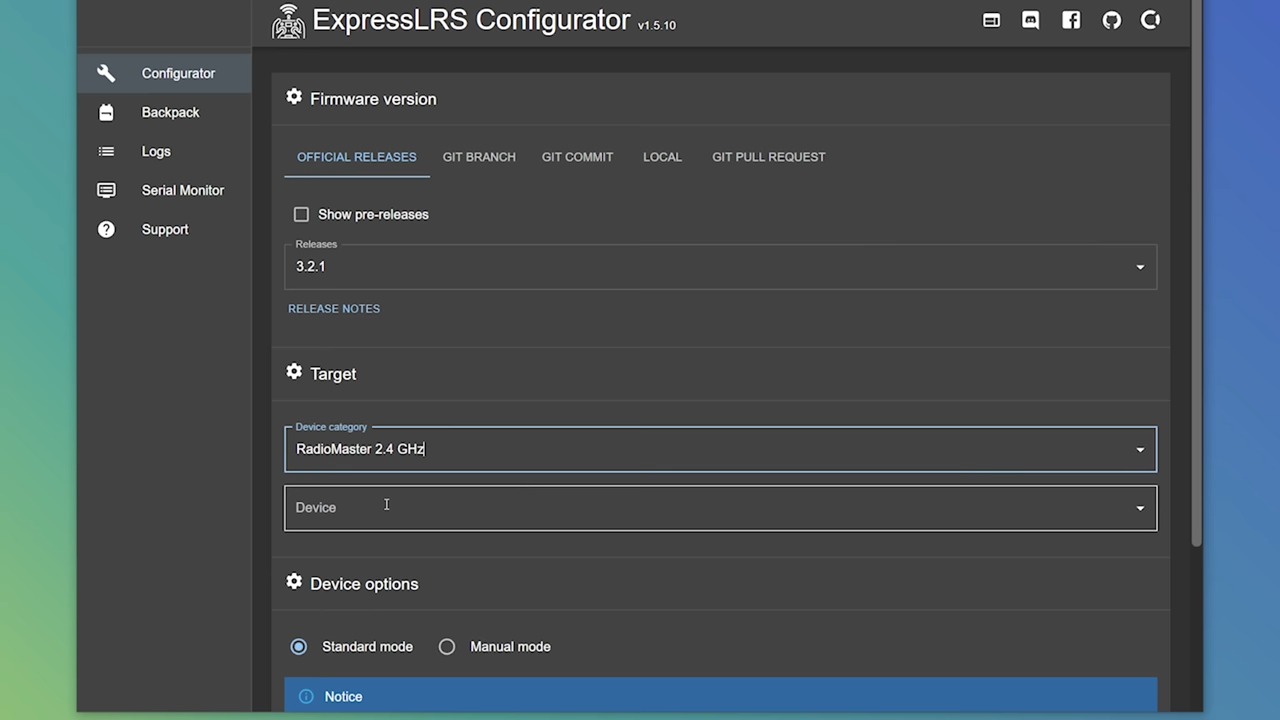 ExpressLRS Configurator v1.5.10
Configurator
Backpack
Logs
Serial Monitor
Support
Firmware version
OFFICIAL RELEASES GIT BRANCH GIT COMMIT LOCAL GIT PULL REQUEST
Show pre-releases
Releases
3.2.1
RELEASE NOTES
Target
Device category
RadioMaster 2.4 GHz
Device
Device options
Standard mode Manual mode
Notice